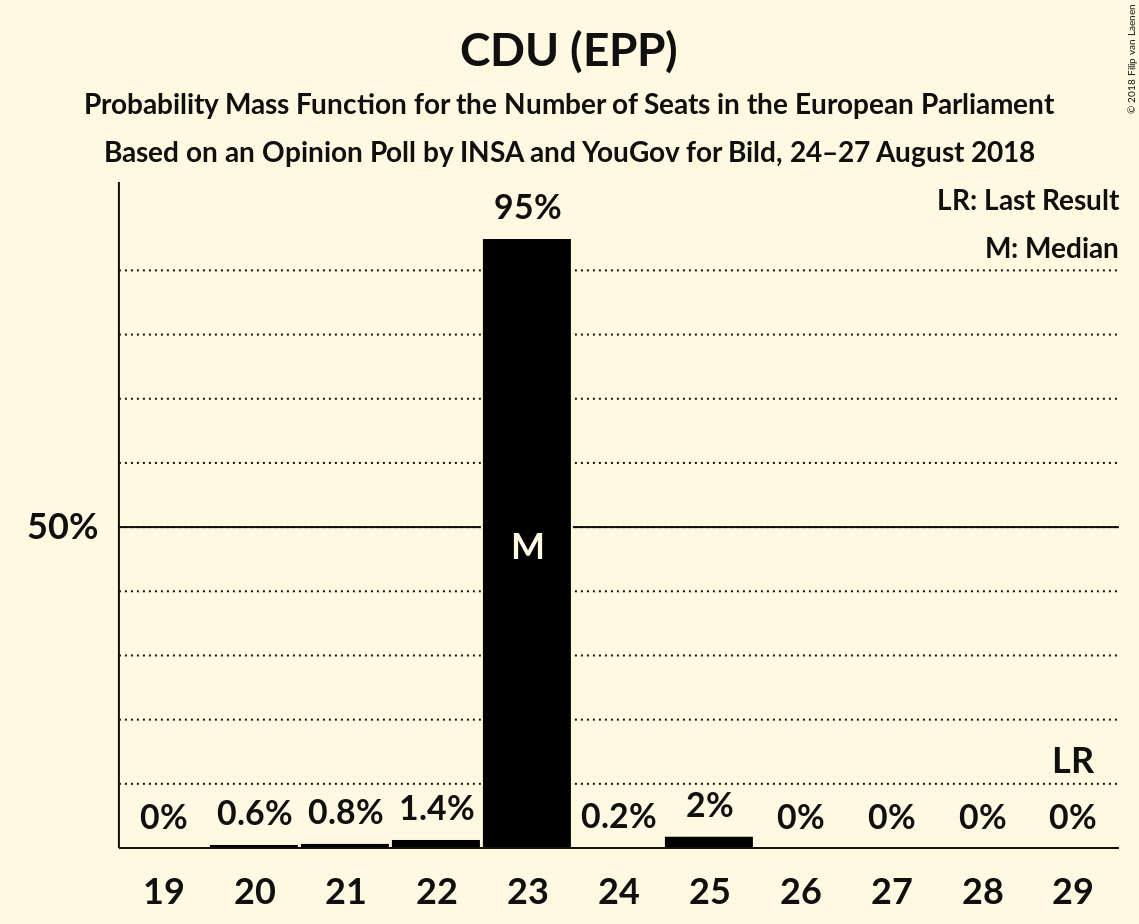 CDU (EPP)
Probability Mass Function for the Number of Seats in the European Parliament
Based on an Opinion Poll by INSA and YouGov for Bild, 24–27 August 2018
© 2018 Filip van Laenen
LR: Last Result
M: Median
95%
50%
M
LR
0% 0.6% 0.8% 1.4% 0.2% 2% 0% 0% 0% 0%
19 20 21 22 23 24 25 26 27 28 29